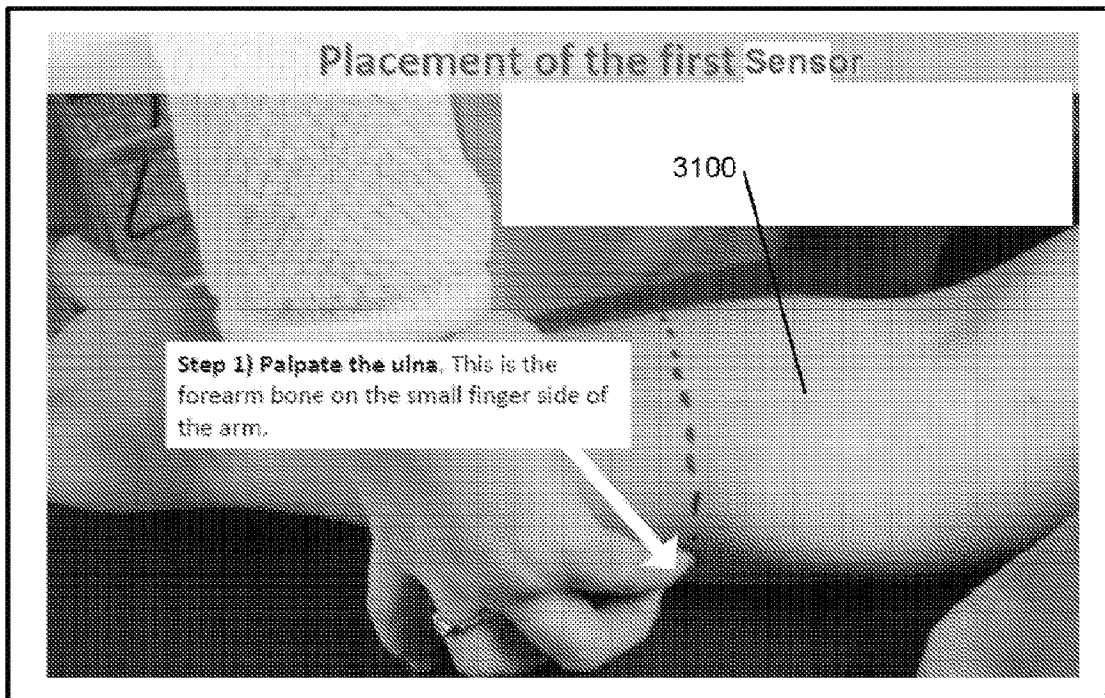 Placement of the first Sensor
3100
Step 1) Palpate the ulna. This is the
forearm bone on the small finger side of
the arm.